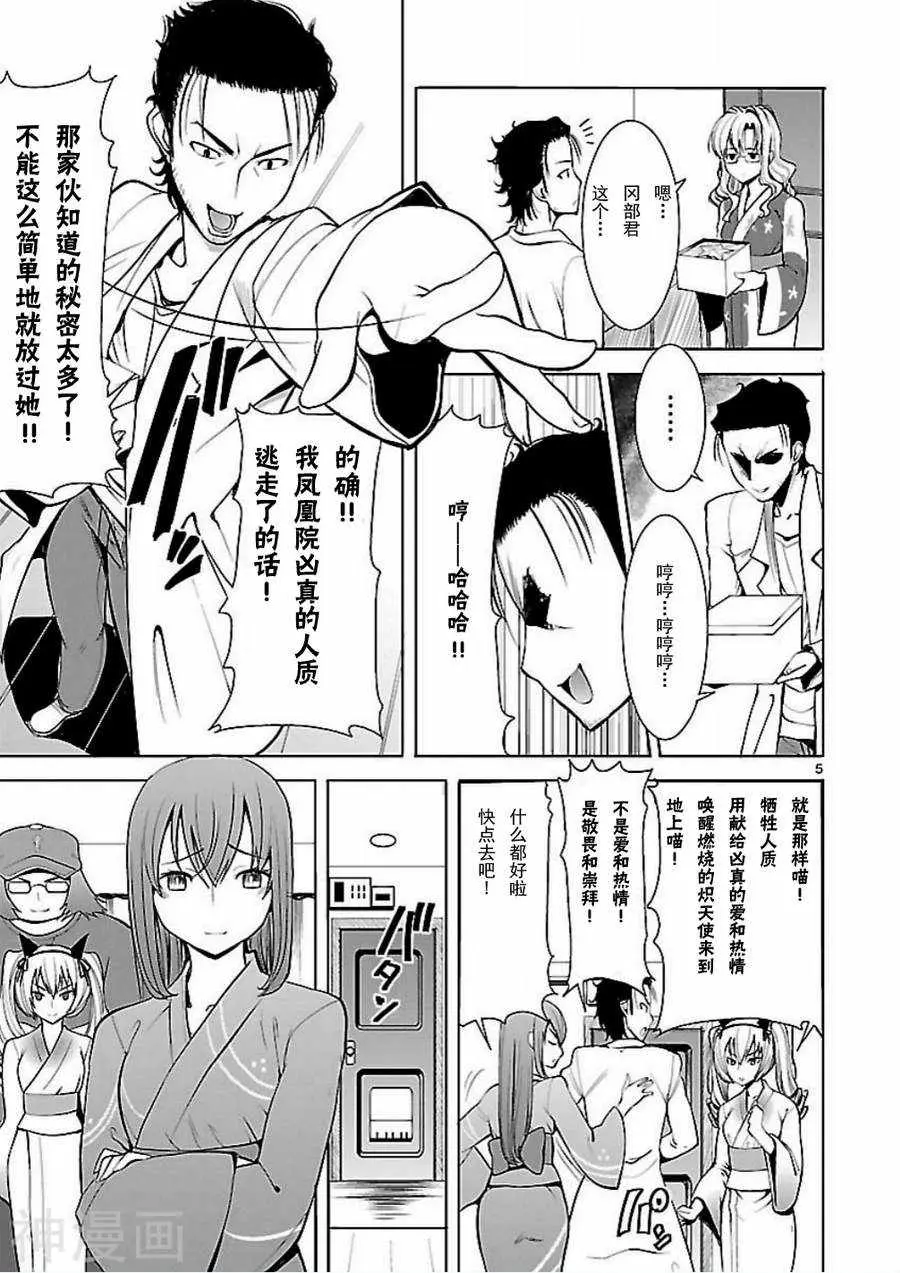 嗯…
冈部君
这个…
……
哼哼…哼哼哼…
哼——哈哈哈!!
的确!!
我凤凰院凶真的人质
逃走了的话!
那家伙知道的秘密太多了!
不能这么简单地就放过她!!
5
就是那样喵!
牺牲人质
用献给凶真的爱和热情
唤醒燃烧的炽天使来到
地上喵!
不是爱和热情!
是敬畏和崇拜!
什么都好啦
快点去吧!
パン
バタン
神漫画